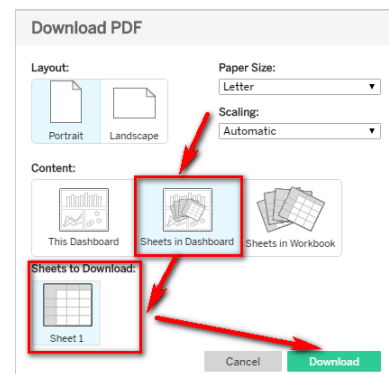 Download PDF
Layout:
Paper Size:
Letter
Portrait
Landscape
Scaling:
Automatic
Content:
This Dashboard
Sheets in Dashboard
Sheets in Workbook
Sheets to Download:
Sheet 1
Cancel
Download